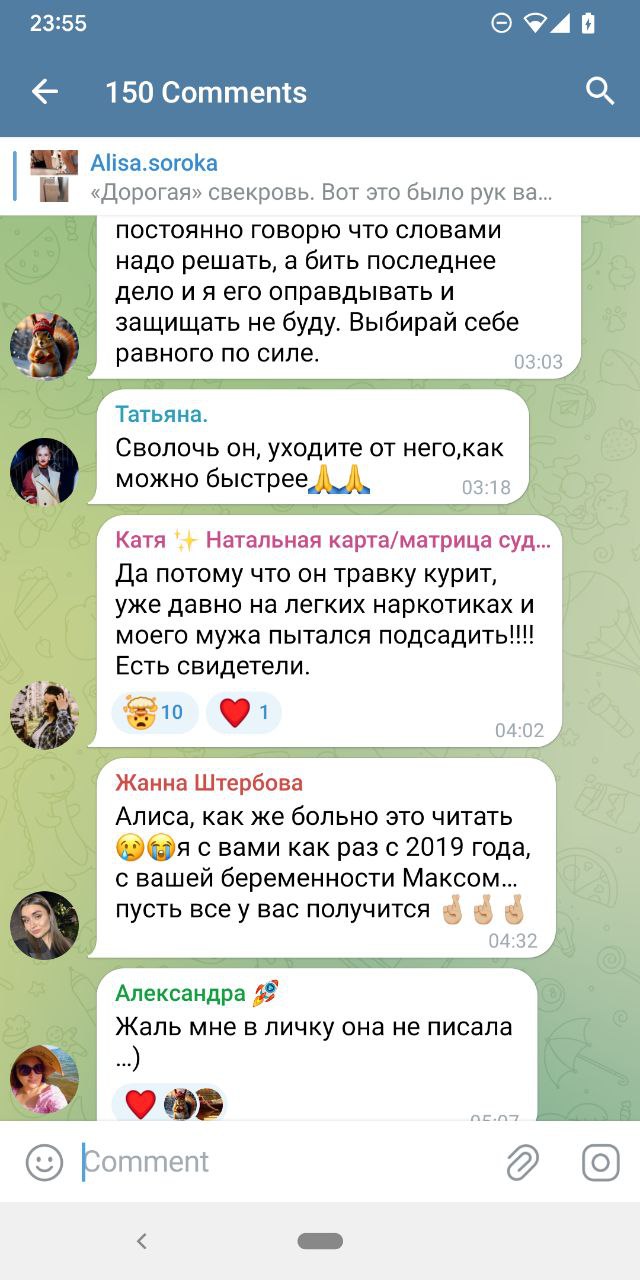 23:55
150 Comments
Alisa.soroka
«Дорогая» свекровь. Вот это было рук ва...
постоянно говорю что словами
надо решать, а бить последнее
дело и я его оправдывать и
защищать не буду. Выбирай себе
равного по силе.
03:03
Татьяна.
Сволочь он, уходите от него,как
можно быстрее🙏🙏
03:18
Катя ✨ Натальная карта/матрица суд...
Да потому что он травку курит,
уже давно на легких наркотиках и
моего мужа пытался подсадить!!!!
Есть свидетели.
🤯 10 ❤️ 1
04:02
Жанна Штербова
Алиса, как же больно это читать
😢😭я с вами как раз с 2019 года,
с вашей беременности Максом...
пусть все у вас получится 🤞🏼🤞🏼🤞🏼
04:32
Александра 🚀
Жаль мне в личку она не писала
...)
05:07
Comment